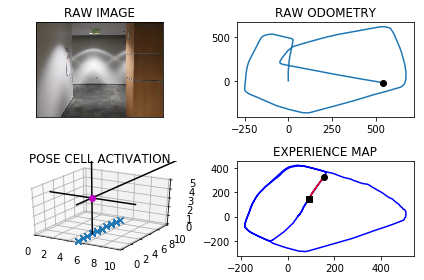 RAW IMAGE
RAW ODOMETRY
500
0
-250 0 250 500
POSE CELL ACTIVATION
5
4
3
2
1
0
0 2 4 6 8 10
0 2 4 6 8 10
EXPERIENCE MAP
400
200
0
-200
-200 0 200 400